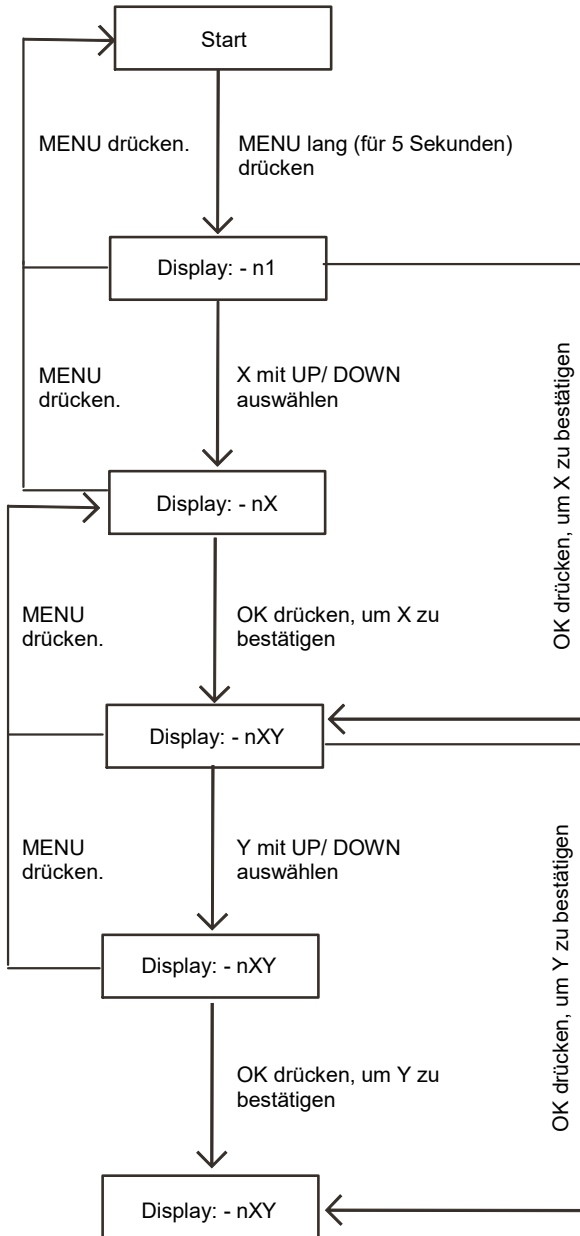 Start
MENU drücken.
MENU lang (für 5 Sekunden)
drücken
Display: - n1
MENU
drücken.
X mit UP/ DOWN
auswählen
OK drücken, um X zu bestätigen
Display: - nX
MENU
drücken.
OK drücken, um X zu
bestätigen
Display: - nXY
MENU
drücken.
Y mit UP/ DOWN
auswählen
OK drücken, um Y zu bestätigen
Display: - nXY
OK drücken, um Y zu
bestätigen
Display: - nXY